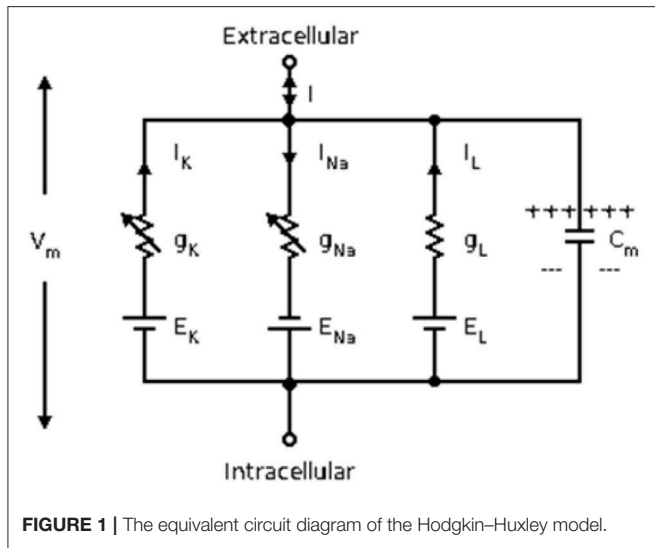 Extracellular
I
I_K I_Na I_L
++++++
V_m g_K g_Na g_L C_m
--- ---
E_K E_Na E_L
Intracellular
FIGURE 1 | The equivalent circuit diagram of the Hodgkin–Huxley model.